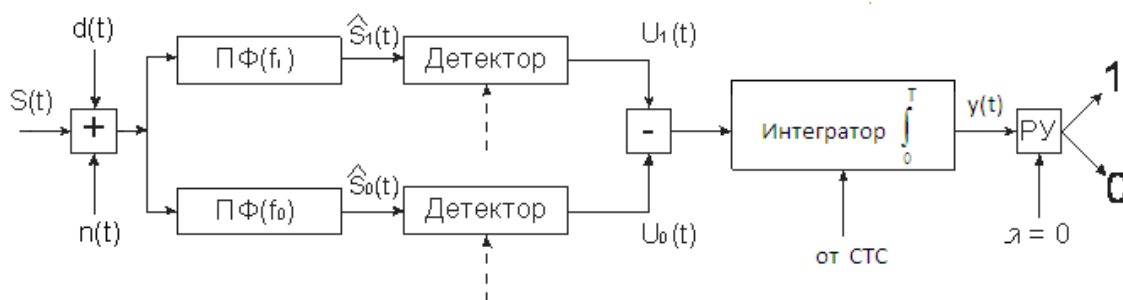 d(t)
S(t)
+
n(t)
ПФ(f₁)
Ŝ₁(t)
Детектор
U₁(t)
ПФ(f₀)
Ŝ₀(t)
Детектор
U₀(t)
-
Интегратор ∫₀ᵀ
от СТС
y(t)
РУ
λ = 0
1
0